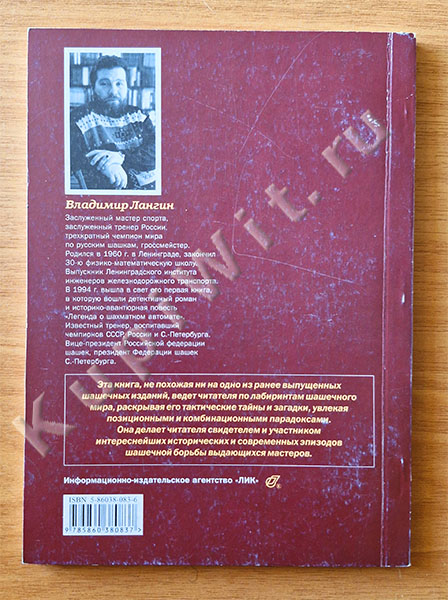 Владимир Лангин
Заслуженный мастер спорта,
заслуженный тренер России,
трехкратный чемпион мира
по русским шашкам, гроссмейстер.
Родился в 1960 г. в Ленинграде, закончил
30-ю физико-математическую школу.
Выпускник Ленинградского института
инженеров железнодорожного транспорта.
В 1994 г. вышла в свет его первая книга,
в которую вошли детективный роман
и историко-авантюрная повесть
«Легенда о шахматном автомате».
Известный тренер, воспитавший
чемпионов СССР, России и С.-Петербурга.
Вице-президент Российской федерации
шашек, президент Федерации шашек
С.-Петербурга.
Эта книга, не похожая ни на одно из ранее выпущенных
шашечных изданий, ведет читателя по лабиринтам шашечного
мира, раскрывая его тактические тайны и загадки, увлекая
позиционными и комбинационными парадоксами.
Она делает читателя свидетелем и участником
интереснейших исторических и современных эпизодов
шашечной борьбы выдающихся мастеров.
Информационно-издательское агентство "ЛИК" ®
ISBN 5-86038-083-6
9 785860 380837 >
KupiWit.ru